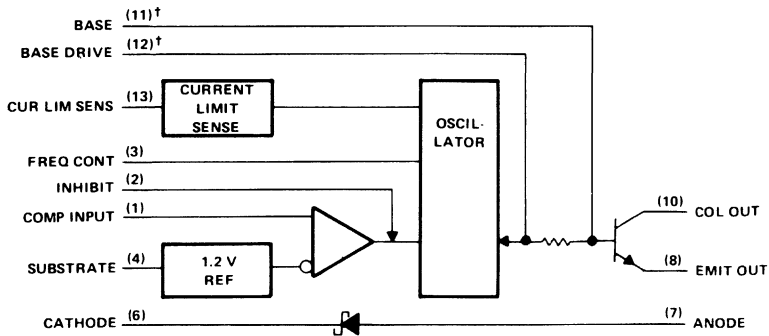 BASE (11)†
BASE DRIVE (12)†
CUR LIM SENS (13)
CURRENT
LIMIT
SENSE
OSCIL-
LATOR
FREQ CONT (3)
INHIBIT (2)
COMP INPUT (1)
SUBSTRATE (4)
1.2 V
REF
(10) COL OUT
(8) EMIT OUT
CATHODE (6)
(7) ANODE